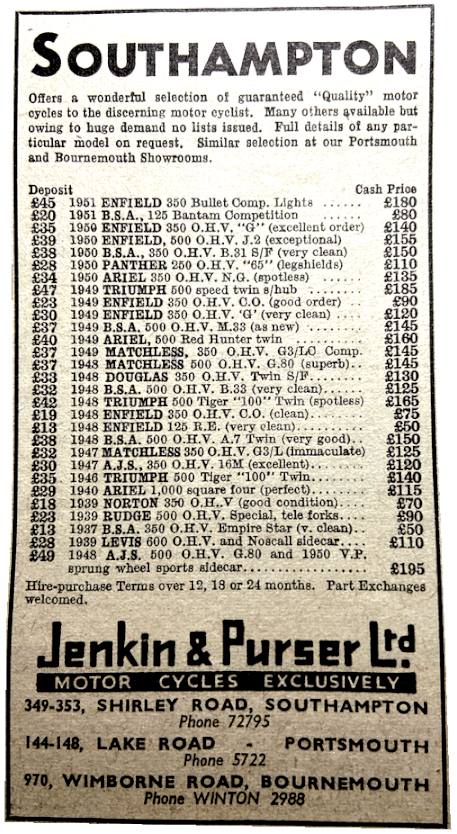 SOUTHAMPTON
Offers a wonderful selection of guaranteed "Quality" motor
cycles to the discerning motor cyclist. Many others available but
owing to huge demand no lists issued. Full details of any par-
ticular model on request. Similar selection at our Portsmouth
and Bournemouth Showrooms.
Deposit Cash Price
£45 1951 ENFIELD 350 Bullet Comp. Lights ...... £180
£20 1951 B.S.A., 125 Bantam Competition ...... £80
£35 1950 ENFIELD 350 O.H.V. "G" (excellent order) £140
£39 1950 ENFIELD, 500 O.H.V. J.2 (exceptional) £155
£38 1950 B.S.A., 350 O.H.V. B.31 S/F (very clean) £150
£28 1950 PANTHER 250 O.H.V. "65" (legshields) £110
£34 1950 ARIEL 350 O.H.V. N.G. (spotless) ...... £135
£47 1949 TRIUMPH 500 speed twin s/hub ...... £185
£23 1949 ENFIELD 350 O.H.V. C.O. (good order) .. £90
£30 1949 ENFIELD 350 O.H.V. 'G' (very clean) .... £120
£37 1949 B.S.A. 500 O.H.V. M.33 (as new) ........ £145
£40 1949 ARIEL, 500 Red Hunter twin ......... £160
£37 1949 MATCHLESS, 350 O.H.V. G3/LC Comp. £145
£37 1948 MATCHLESS 500 O.H.V. G.80 (superb).. £145
£33 1948 DOUGLAS 350 O.H.V. Twin S/F........ £130
£32 1948 B.S.A. 500 O.H.V. B.33 (very clean)...... £125
£42 1948 TRIUMPH 500 Tiger "100" Twin (spotless) £165
£19 1948 ENFIELD 350 O.H.V. C.O. (clean)........ £75
£13 1948 ENFIELD 125 R.E. (very clean).......... £50
£38 1948 B.S.A. 500 O.H.V. A.7 Twin (very good).. £150
£32 1947 MATCHLESS 350 O.H.V. G3/L (immaculate) £125
£30 1947 A.J.S., 350 O.H.V. 16M (excellent)........ £120
£35 1946 TRIUMPH 500 Tiger "100" Twin........ £140
£29 1940 ARIEL 1,000 square four (perfect)........ £115
£18 1939 NORTON 350 O.H..V (good condition).... £70
£23 1939 RUDGE 500 O.H.V. Special, tele forks.... £90
£13 1937 B.S.A. 350 O.H.V. Empire Star (v. clean).. £50
£28 1939 LEVIS 600 O.H.V. and Noscall sidecar.... £110
£49 1948 A.J.S. 500 O.H.V. G.80 and 1950 V.P.
sprung wheel sports sidecar.................. £195
Hire-purchase Terms over 12, 18 or 24 months. Part Exchanges
welcomed.
Jenkin & Purser Ltd.
MOTOR CYCLES EXCLUSIVELY
349-353, SHIRLEY ROAD, SOUTHAMPTON
Phone 72795
144-148, LAKE ROAD - PORTSMOUTH
Phone 5722
970, WIMBORNE ROAD, BOURNEMOUTH
Phone WINTON 2988